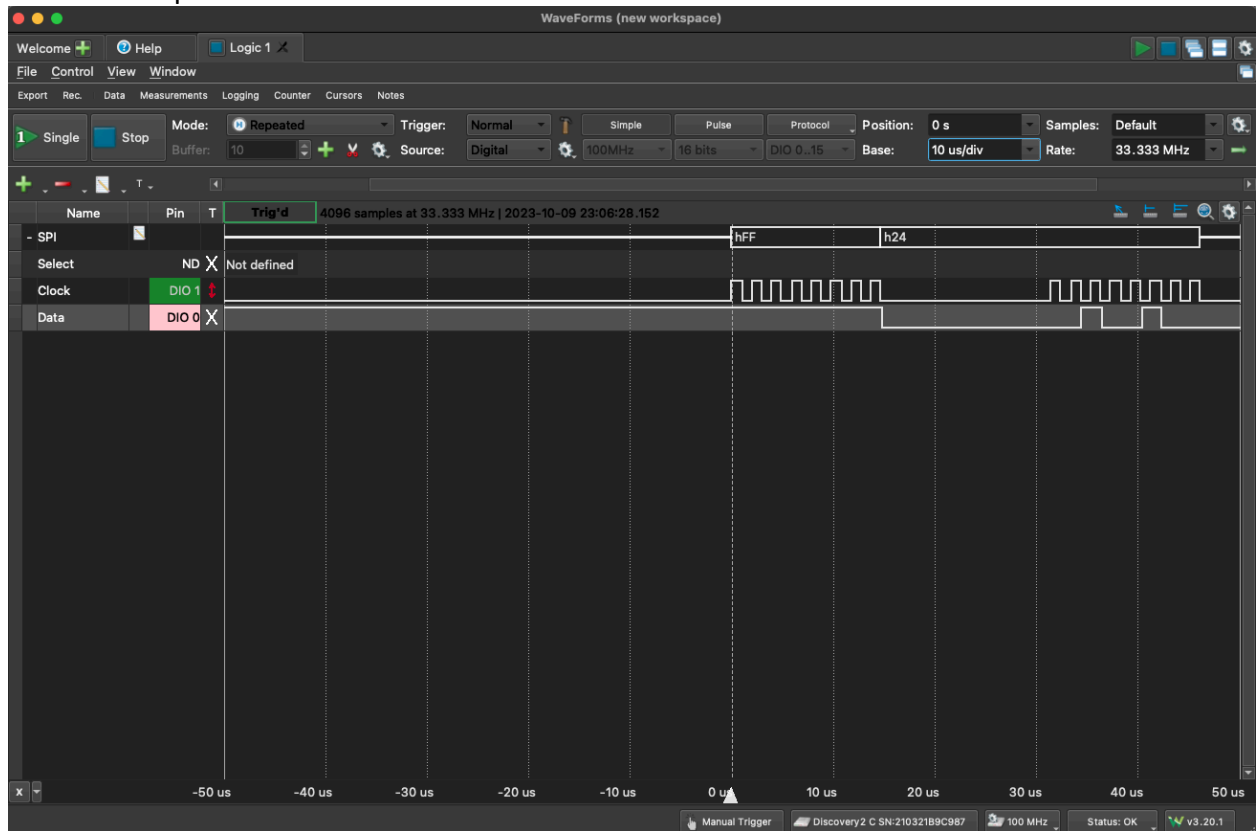 WaveForms (new workspace)
Welcome Help Logic 1
File Control View Window
Export Rec. Data Measurements Logging Counter Cursors Notes
1 Single Stop Mode: Repeated Trigger: Normal Simple Pulse Protocol Position: 0 s Samples: Default
Buffer: 10 Source: Digital 100MHz 16 bits DIO 0..15 Base: 10 us/div Rate: 33.333 MHz
T
Name Pin T Trig'd 4096 samples at 33.333 MHz | 2023-10-09 23:06:28.152
- SPI hFF h24
Select ND X Not defined
Clock DIO 1
Data DIO 0 X
X -50 us -40 us -30 us -20 us -10 us 0 us 10 us 20 us 30 us 40 us 50 us
Manual Trigger Discovery2 C SN:210321B9C987 100 MHz Status: OK v3.20.1